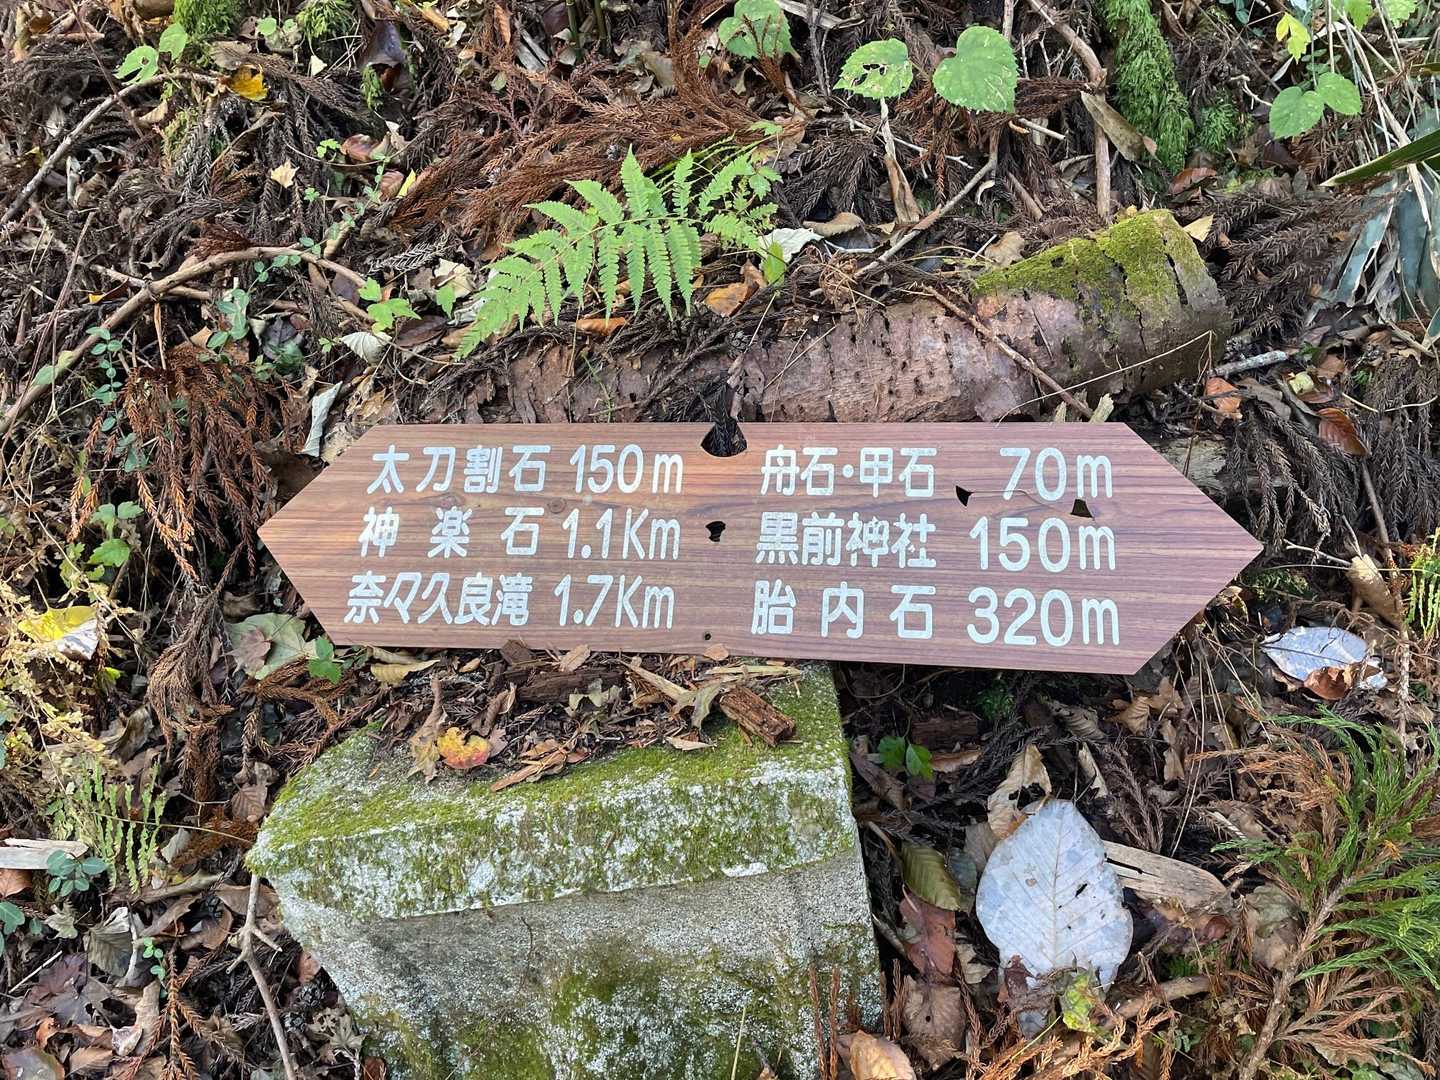 太刀割石 150m
神楽石 1.1Km
奈々久良滝 1.7Km
舟石・甲石 70m
黒前神社 150m
胎内石 320m